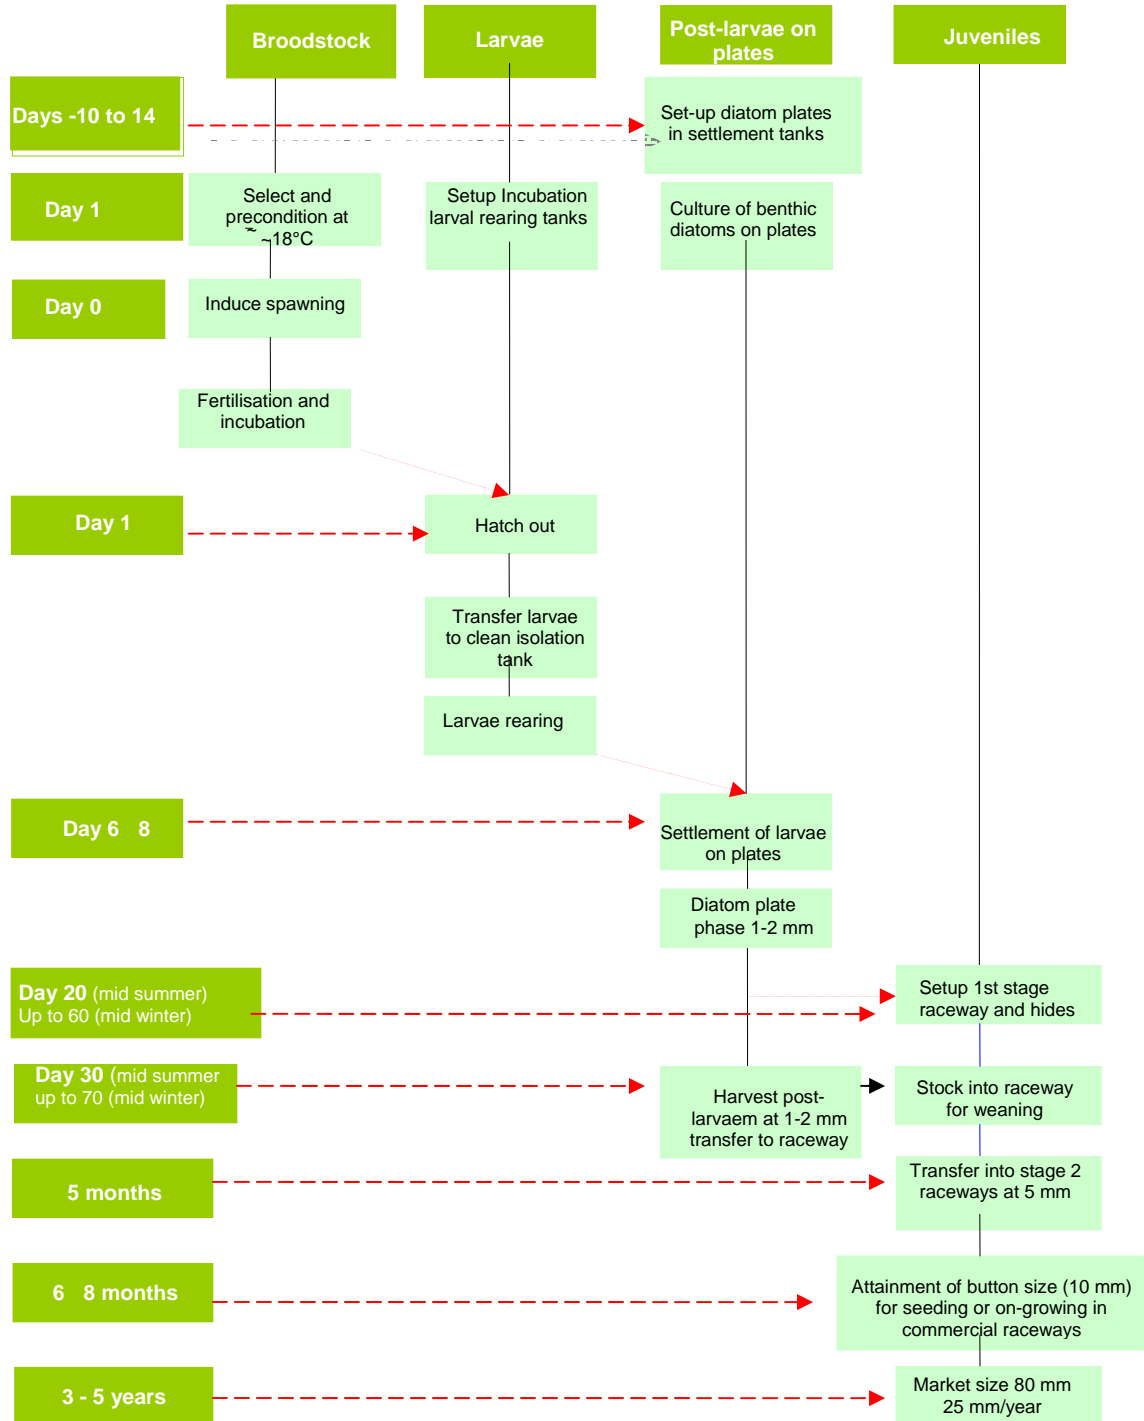 Broodstock
Larvae
Post-larvae on
plates
Juveniles
Days -10 to 14
Set-up diatom plates
in settlement tanks
Day 1
Select and
precondition at
~18°C
Setup Incubation
larval rearing tanks
Culture of benthic
diatoms on plates
Day 0
Induce spawning
Fertilisation and
incubation
Day 1
Hatch out
Transfer larvae
to clean isolation
tank
Larvae rearing
Day 6 8
Settlement of larvae
on plates
Diatom plate
phase 1-2 mm
Day 20 (mid summer)
Up to 60 (mid winter)
Setup 1st stage
raceway and hides
Day 30 (mid summer
up to 70 (mid winter)
Harvest post-
larvaem at 1-2 mm
transfer to raceway
Stock into raceway
for weaning
5 months
Transfer into stage 2
raceways at 5 mm
6 8 months
Attainment of button size (10 mm)
for seeding or on-growing in
commercial raceways
3 - 5 years
Market size 80 mm
25 mm/year